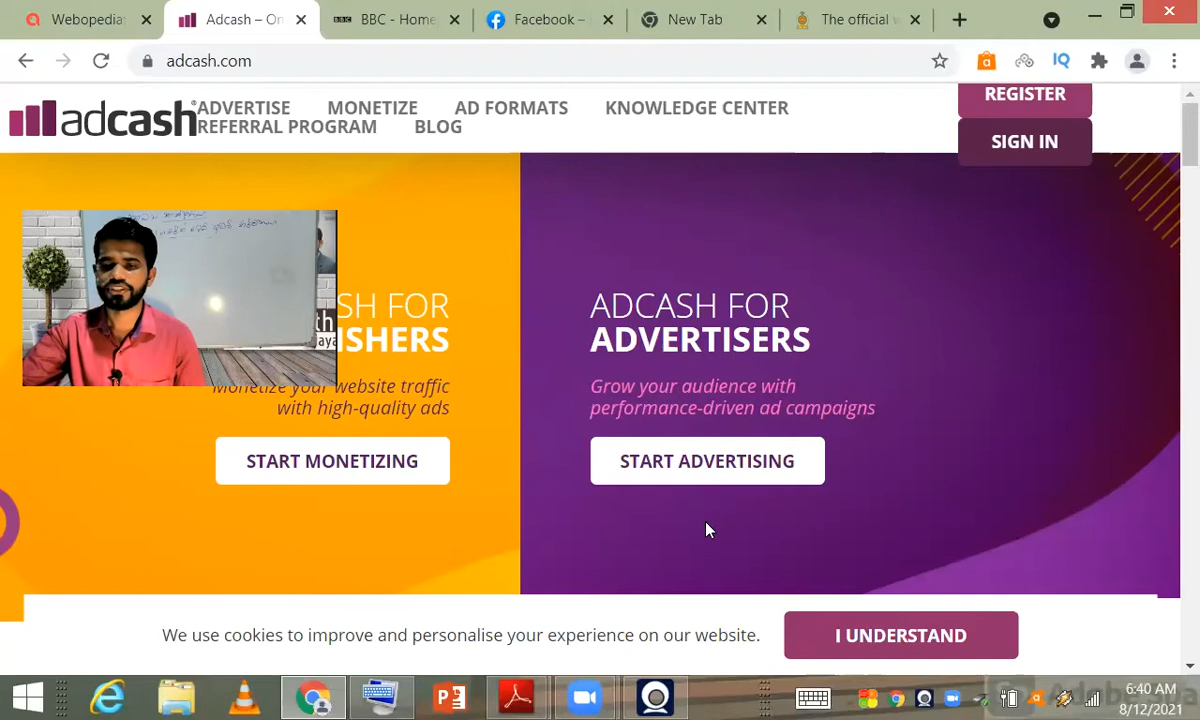 Webopedia
Adcash – On
BBC - Home
Facebook –
New Tab
The official w
adcash.com
IQ
adcash
ADVERTISE
MONETIZE
AD FORMATS
KNOWLEDGE CENTER
REFERRAL PROGRAM
BLOG
REGISTER
SIGN IN
SH FOR
ISHERS
Monetize your website traffic
with high-quality ads
START MONETIZING
ADCASH FOR
ADVERTISERS
Grow your audience with
performance-driven ad campaigns
START ADVERTISING
We use cookies to improve and personalise your experience on our website.
I UNDERSTAND
6:40 AM
8/12/2021